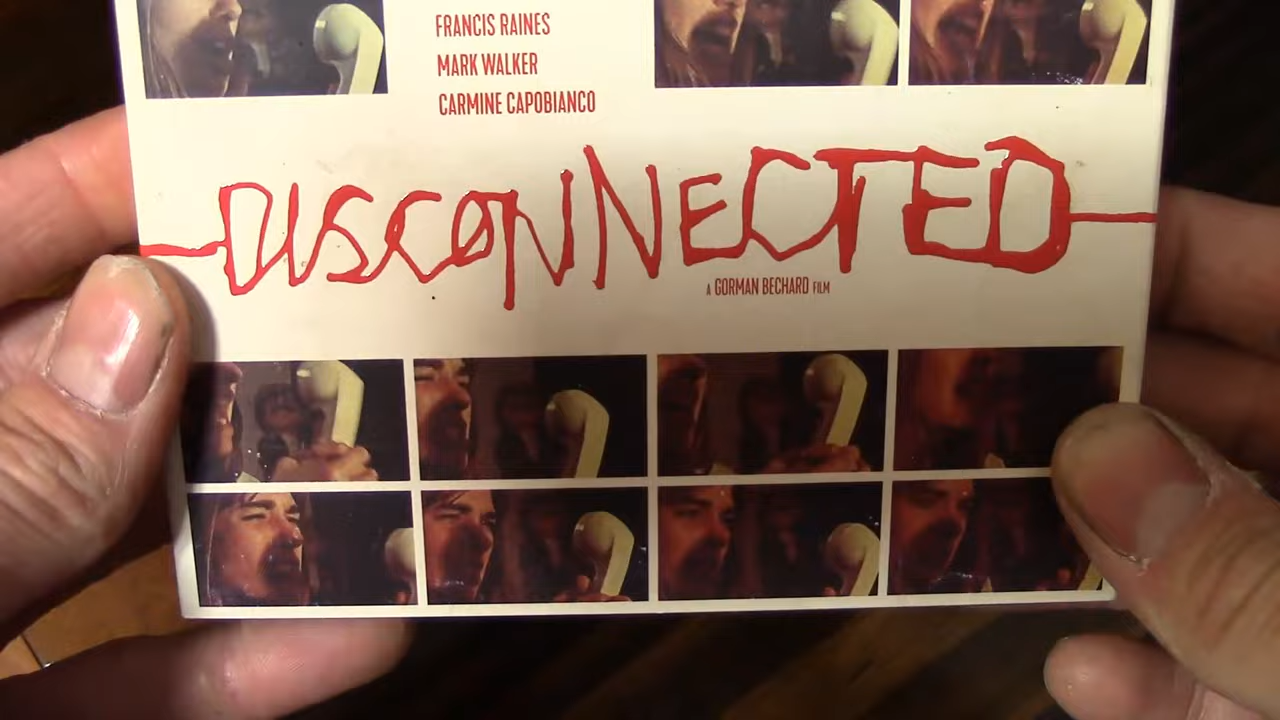 FRANCIS RAINES
MARK WALKER
CARMINE CAPOBIANCO
DISCONNECTED
A GORMAN BECHARD FILM